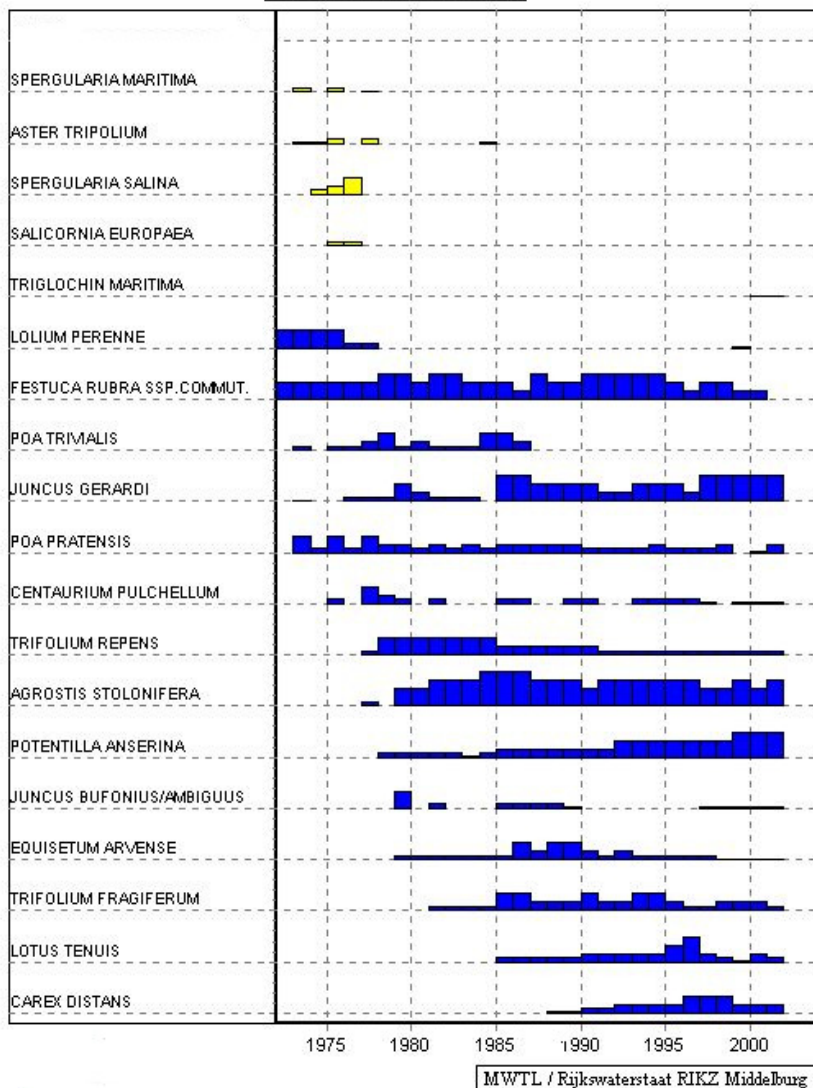 SPERGULARIA MARITIMA
ASTER TRIPOLIUM
SPERGULARIA SALINA
SALICORNIA EUROPAEA
TRIGLOCHIN MARITIMA
LOLIUM PERENNE
FESTUCA RUBRA SSP.COMMUT.
POA TRIVIALIS
JUNCUS GERARDI
POA PRATENSIS
CENTAURIUM PULCHELLUM
TRIFOLIUM REPENS
AGROSTIS STOLONIFERA
POTENTILLA ANSERINA
JUNCUS BUFONIUS/AMBIGUUS
EQUISETUM ARVENSE
TRIFOLIUM FRAGIFERUM
LOTUS TENUIS
CAREX DISTANS
1975 1980 1985 1990 1995 2000
MWTL / Rijkswaterstaat RIKZ Middelburg